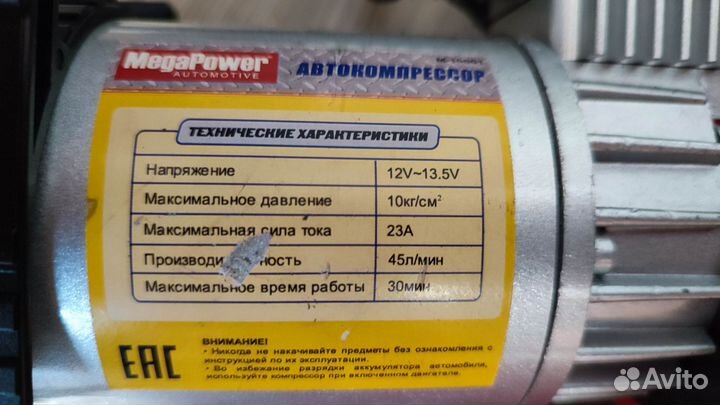 MegaPower
AUTOMOTIVE
АВТОКОМПРЕССОР
ТЕХНИЧЕСКИЕ ХАРАКТЕРИСТИКИ
Напряжение 12V~13.5V
Максимальное давление 10кг/см²
Максимальная сила тока 23А
45л/мин
Максимальное время работы 30мин
ЕАС
ВНИМАНИЕ!
• Никогда не накачивайте предметы без ознакомления с
инструкцией по их эксплуатации.
• Во избежание разрядки аккумулятора автомобиля,
используйте компрессор при включенном двигателе.
Avito